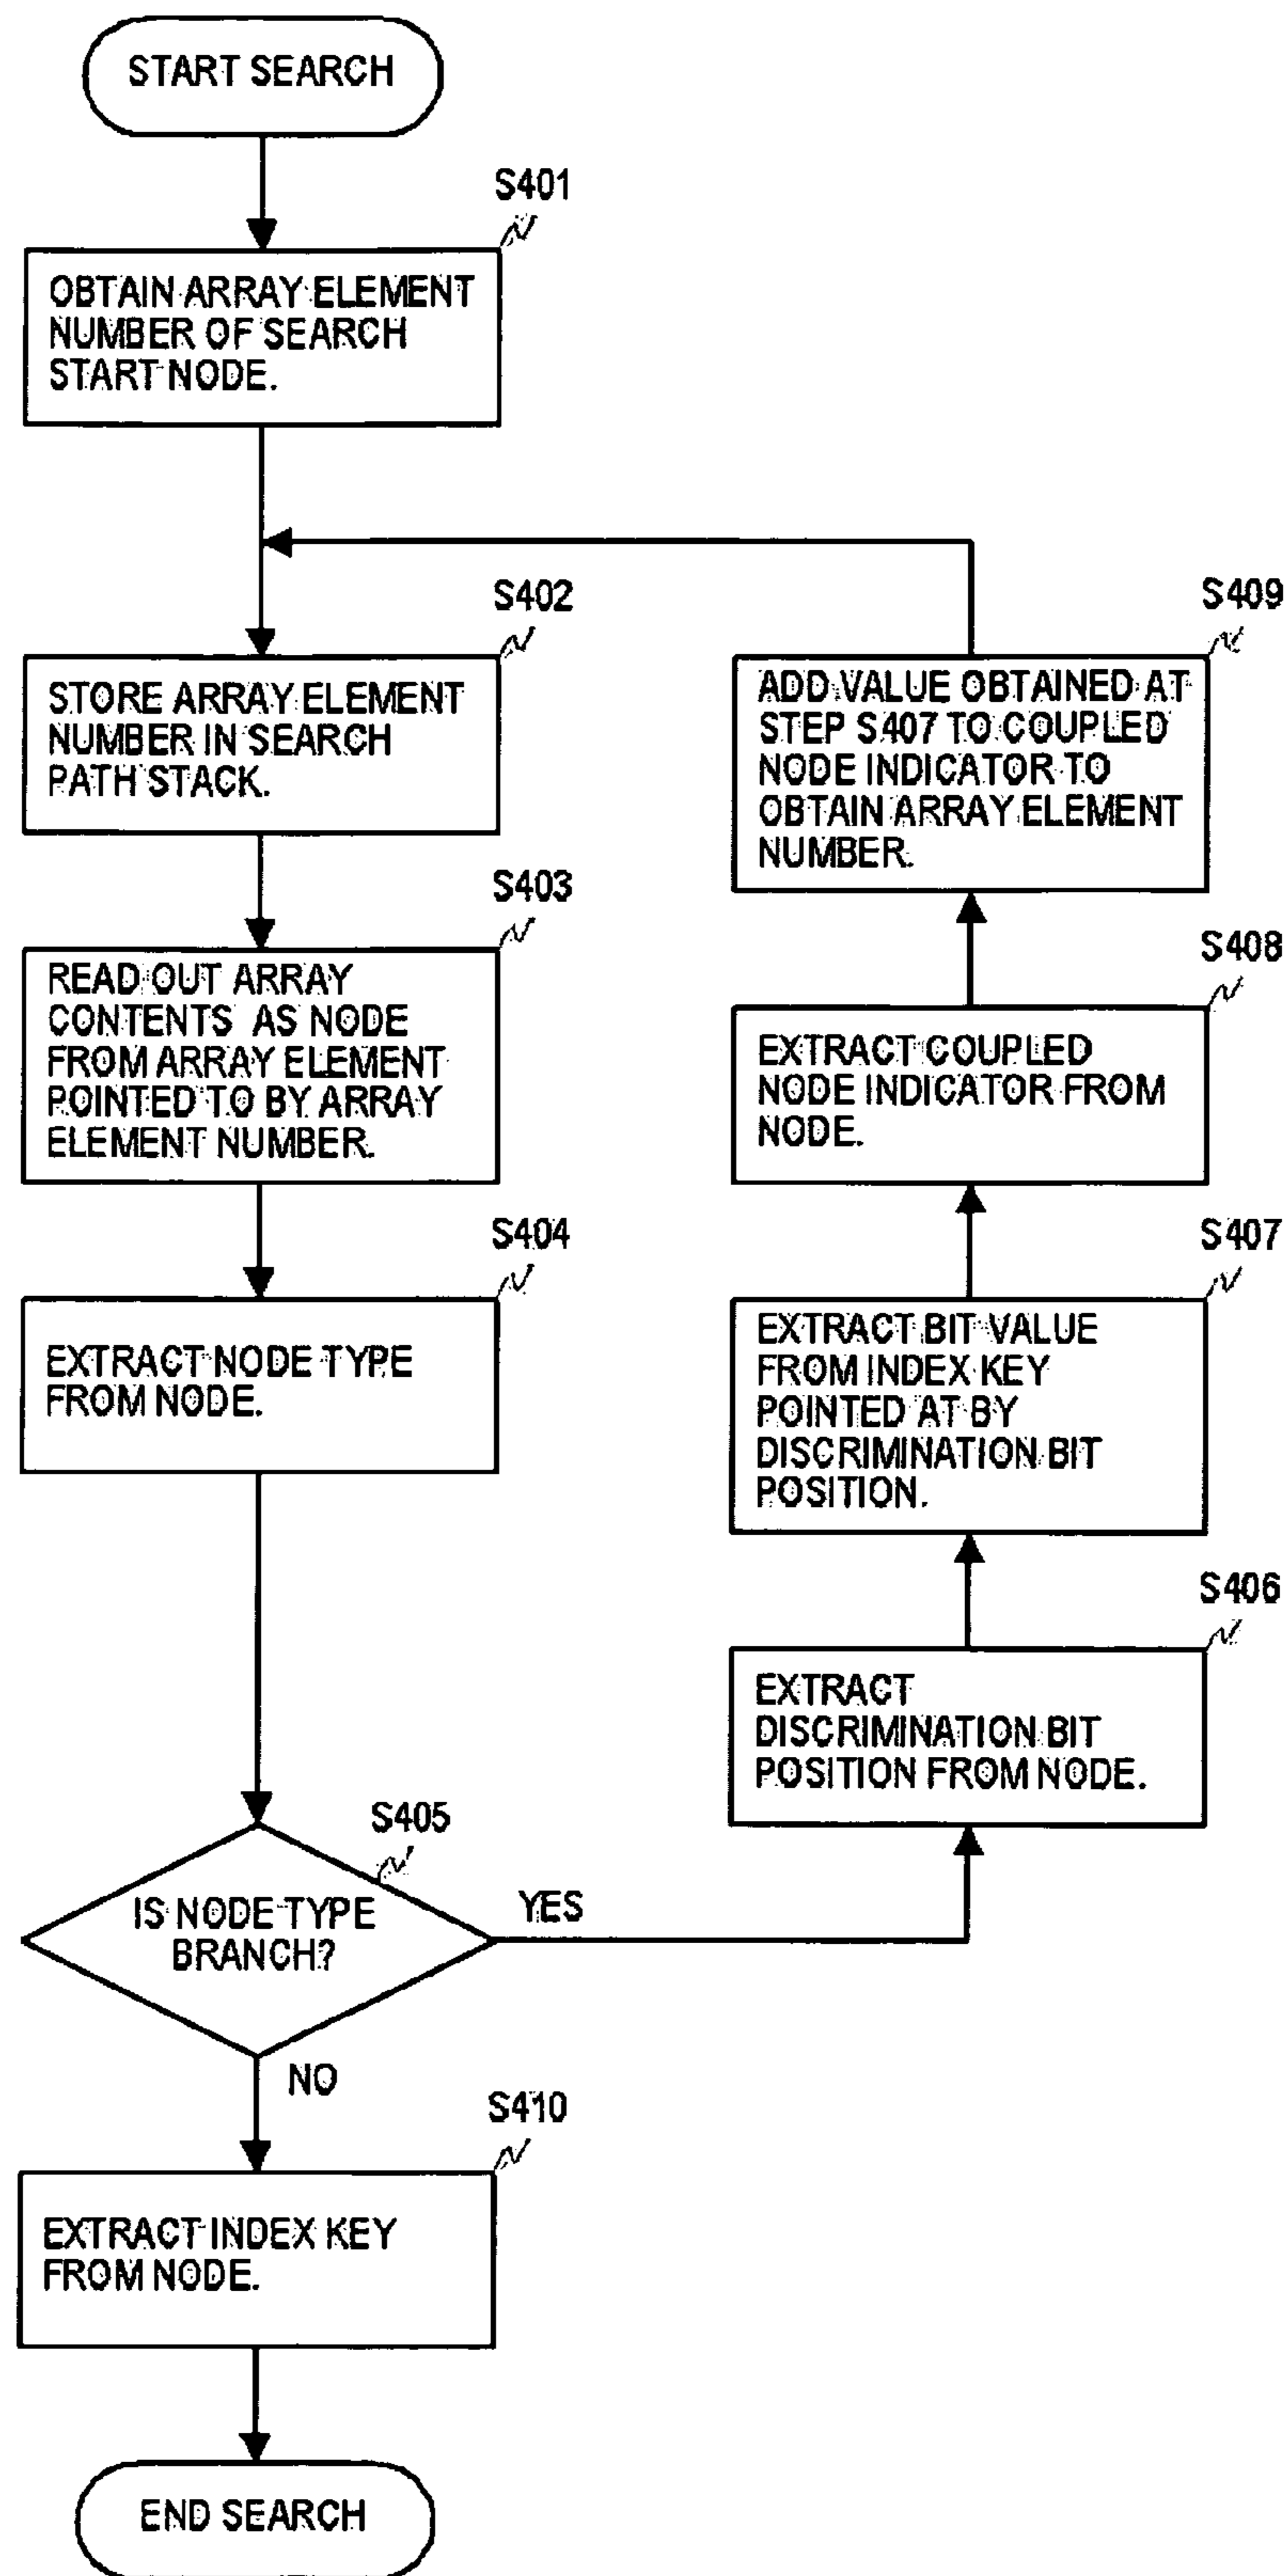 START SEARCH
S401
OBTAIN ARRAY ELEMENT
NUMBER OF SEARCH
START NODE.
S402
STORE ARRAY ELEMENT
NUMBER IN SEARCH
PATH STACK.
S403
READ OUT ARRAY
CONTENTS AS NODE
FROM ARRAY ELEMENT
POINTED TO BY ARRAY
ELEMENT NUMBER.
S404
EXTRACT NODE TYPE
FROM NODE.
S405
IS NODE TYPE
BRANCH?
YES
NO
S406
EXTRACT
DISCRIMINATION BIT
POSITION FROM NODE.
S407
EXTRACT BIT VALUE
FROM INDEX KEY
POINTED AT BY
DISCRIMINATION BIT
POSITION.
S408
EXTRACT COUPLED
NODE INDICATOR FROM
NODE.
S409
ADD VALUE OBTAINED AT
STEP S407 TO COUPLED
NODE INDICATOR TO
OBTAIN ARRAY ELEMENT
NUMBER.
S410
EXTRACT INDEX KEY
FROM NODE.
END SEARCH